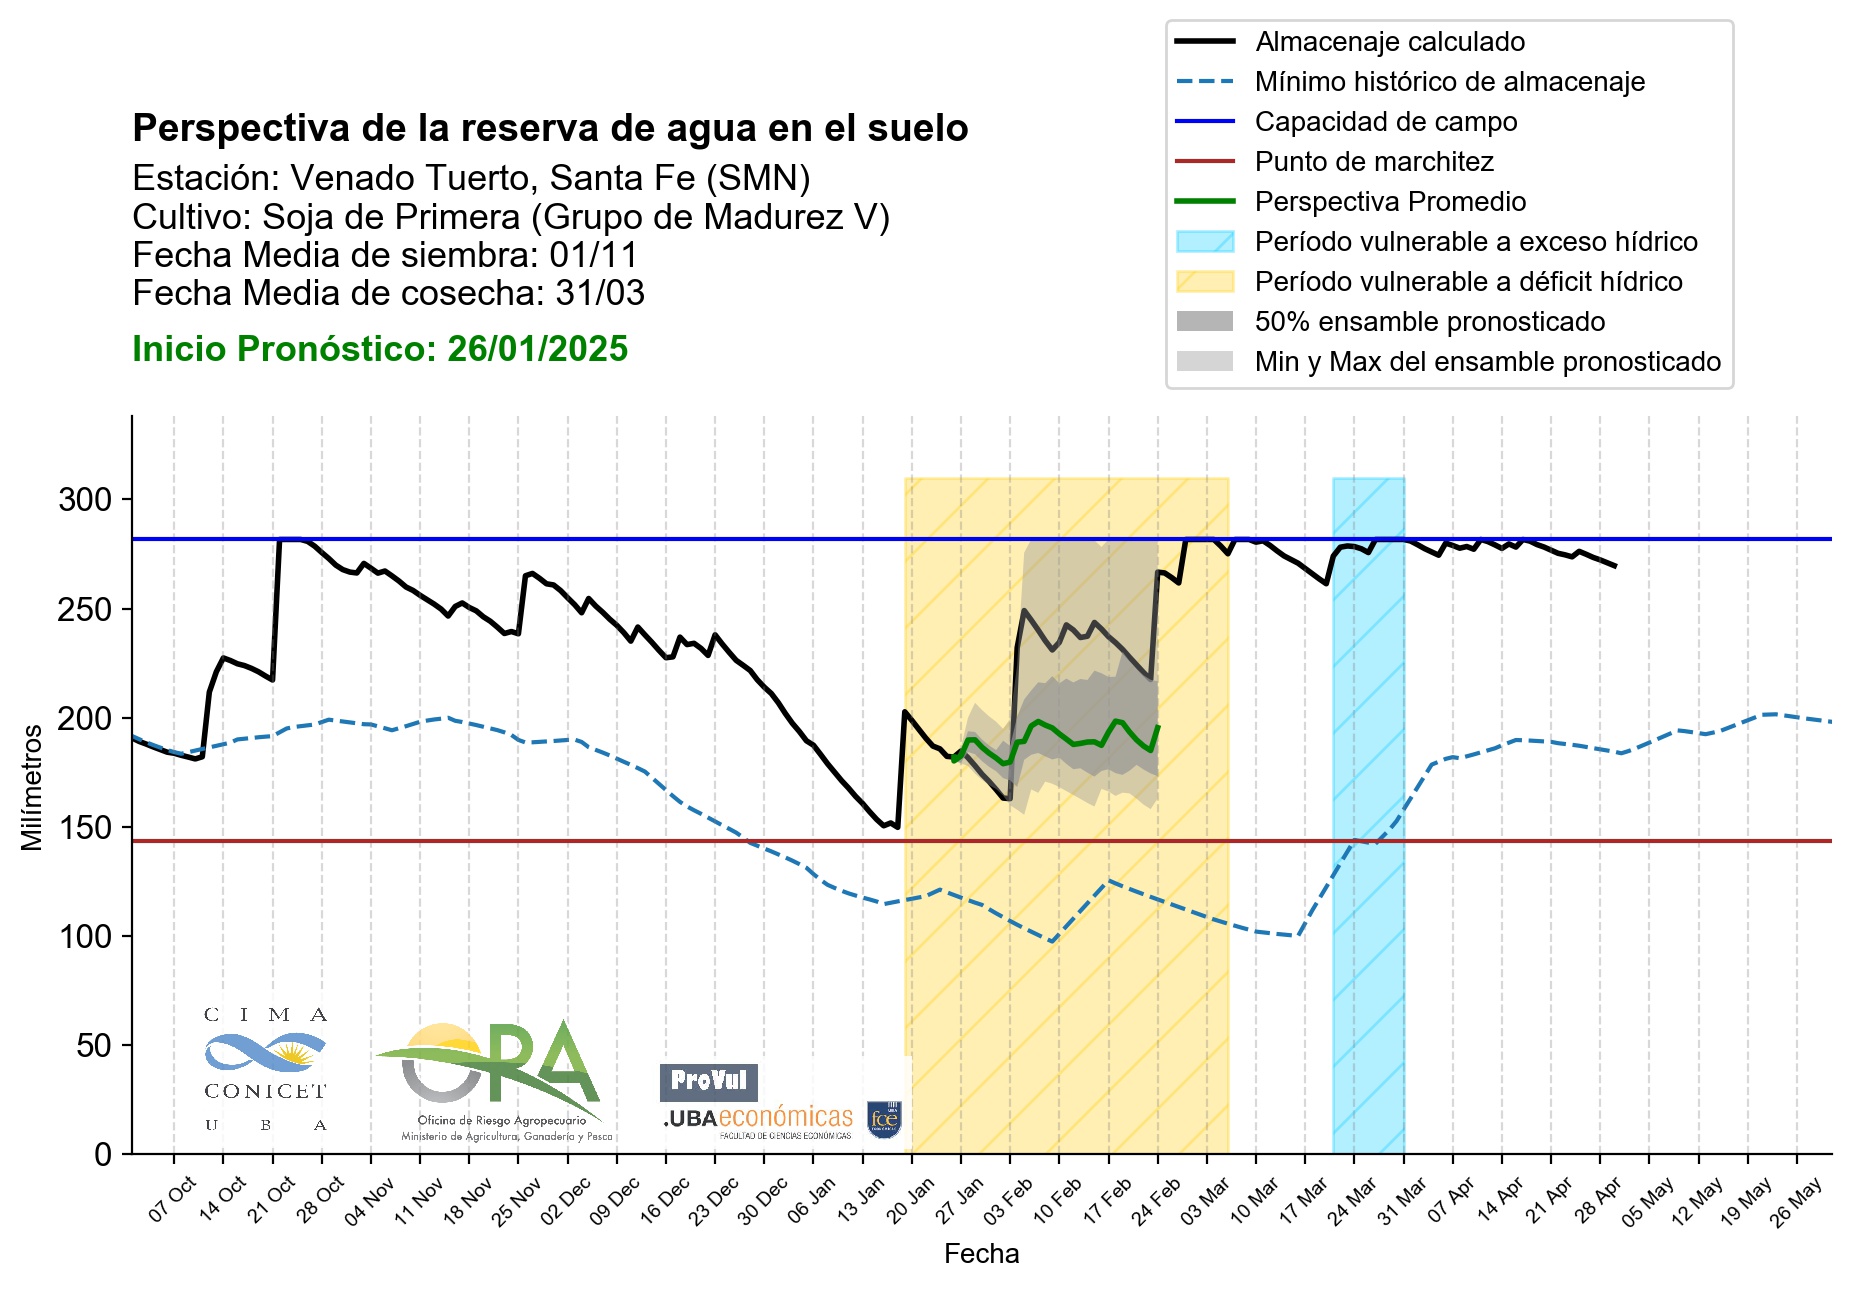 Almacenaje calculado
Mínimo histórico de almacenaje
Capacidad de campo
Punto de marchitez
Perspectiva Promedio
Período vulnerable a exceso hídrico
Período vulnerable a déficit hídrico
50% ensamble pronosticado
Min y Max del ensamble pronosticado
Perspectiva de la reserva de agua en el suelo
Estación: Venado Tuerto, Santa Fe (SMN)
Cultivo: Soja de Primera (Grupo de Madurez V)
Fecha Media de siembra: 01/11
Fecha Media de cosecha: 31/03
Inicio Pronóstico: 26/01/2025
Milímetros
300
250
200
150
100
50
0
CIMA
CONICET
UBA
ORA
Oficina de Riesgo Agropecuario
Ministerio de Agricultura, Ganadería y Pesca
ProVul
.UBAeconómicas
FACULTAD DE CIENCIAS ECONÓMICAS
fce
07 Oct
14 Oct
21 Oct
28 Oct
04 Nov
11 Nov
18 Nov
25 Nov
02 Dec
09 Dec
16 Dec
23 Dec
30 Dec
06 Jan
13 Jan
20 Jan
27 Jan
03 Feb
10 Feb
17 Feb
24 Feb
03 Mar
10 Mar
17 Mar
24 Mar
31 Mar
07 Apr
14 Apr
21 Apr
28 Apr
05 May
12 May
19 May
26 May
Fecha